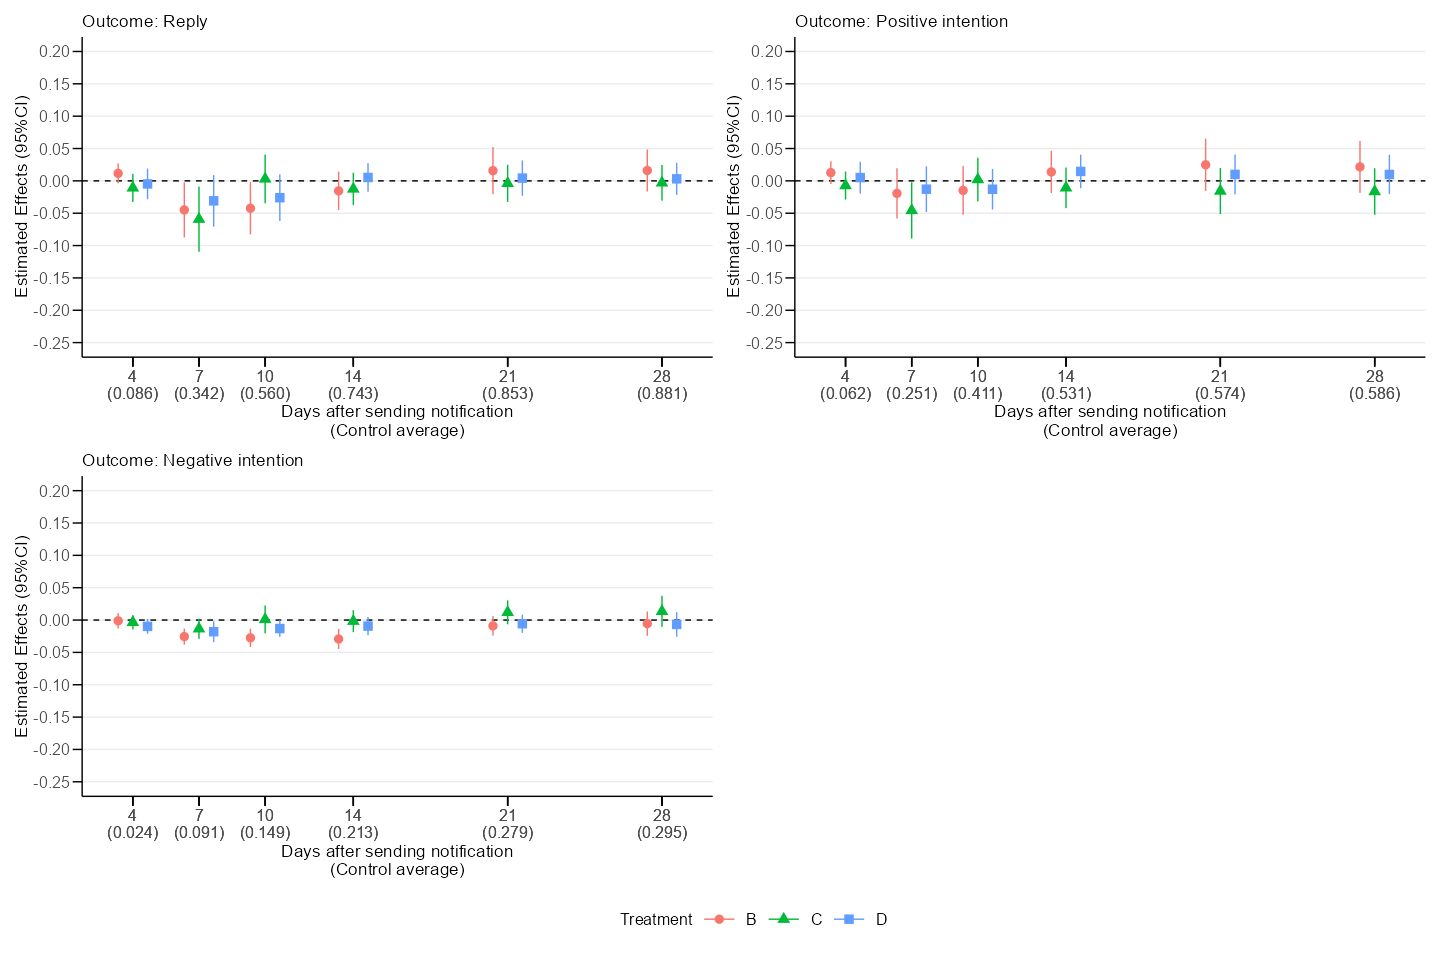 Outcome: Reply
Estimated Effects (95%CI)
0.20
0.15
0.10
0.05
0.00
-0.05
-0.10
-0.15
-0.20
-0.25
4 7 10 14 21 28
(0.086) (0.342) (0.560) (0.743) (0.853) (0.881)
Days after sending notification
(Control average)
Outcome: Positive intention
Estimated Effects (95%CI)
0.20
0.15
0.10
0.05
0.00
-0.05
-0.10
-0.15
-0.20
-0.25
4 7 10 14 21 28
(0.062) (0.251) (0.411) (0.531) (0.574) (0.586)
Days after sending notification
(Control average)
Outcome: Negative intention
Estimated Effects (95%CI)
0.20
0.15
0.10
0.05
0.00
-0.05
-0.10
-0.15
-0.20
-0.25
4 7 10 14 21 28
(0.024) (0.091) (0.149) (0.213) (0.279) (0.295)
Days after sending notification
(Control average)
Treatment B C D